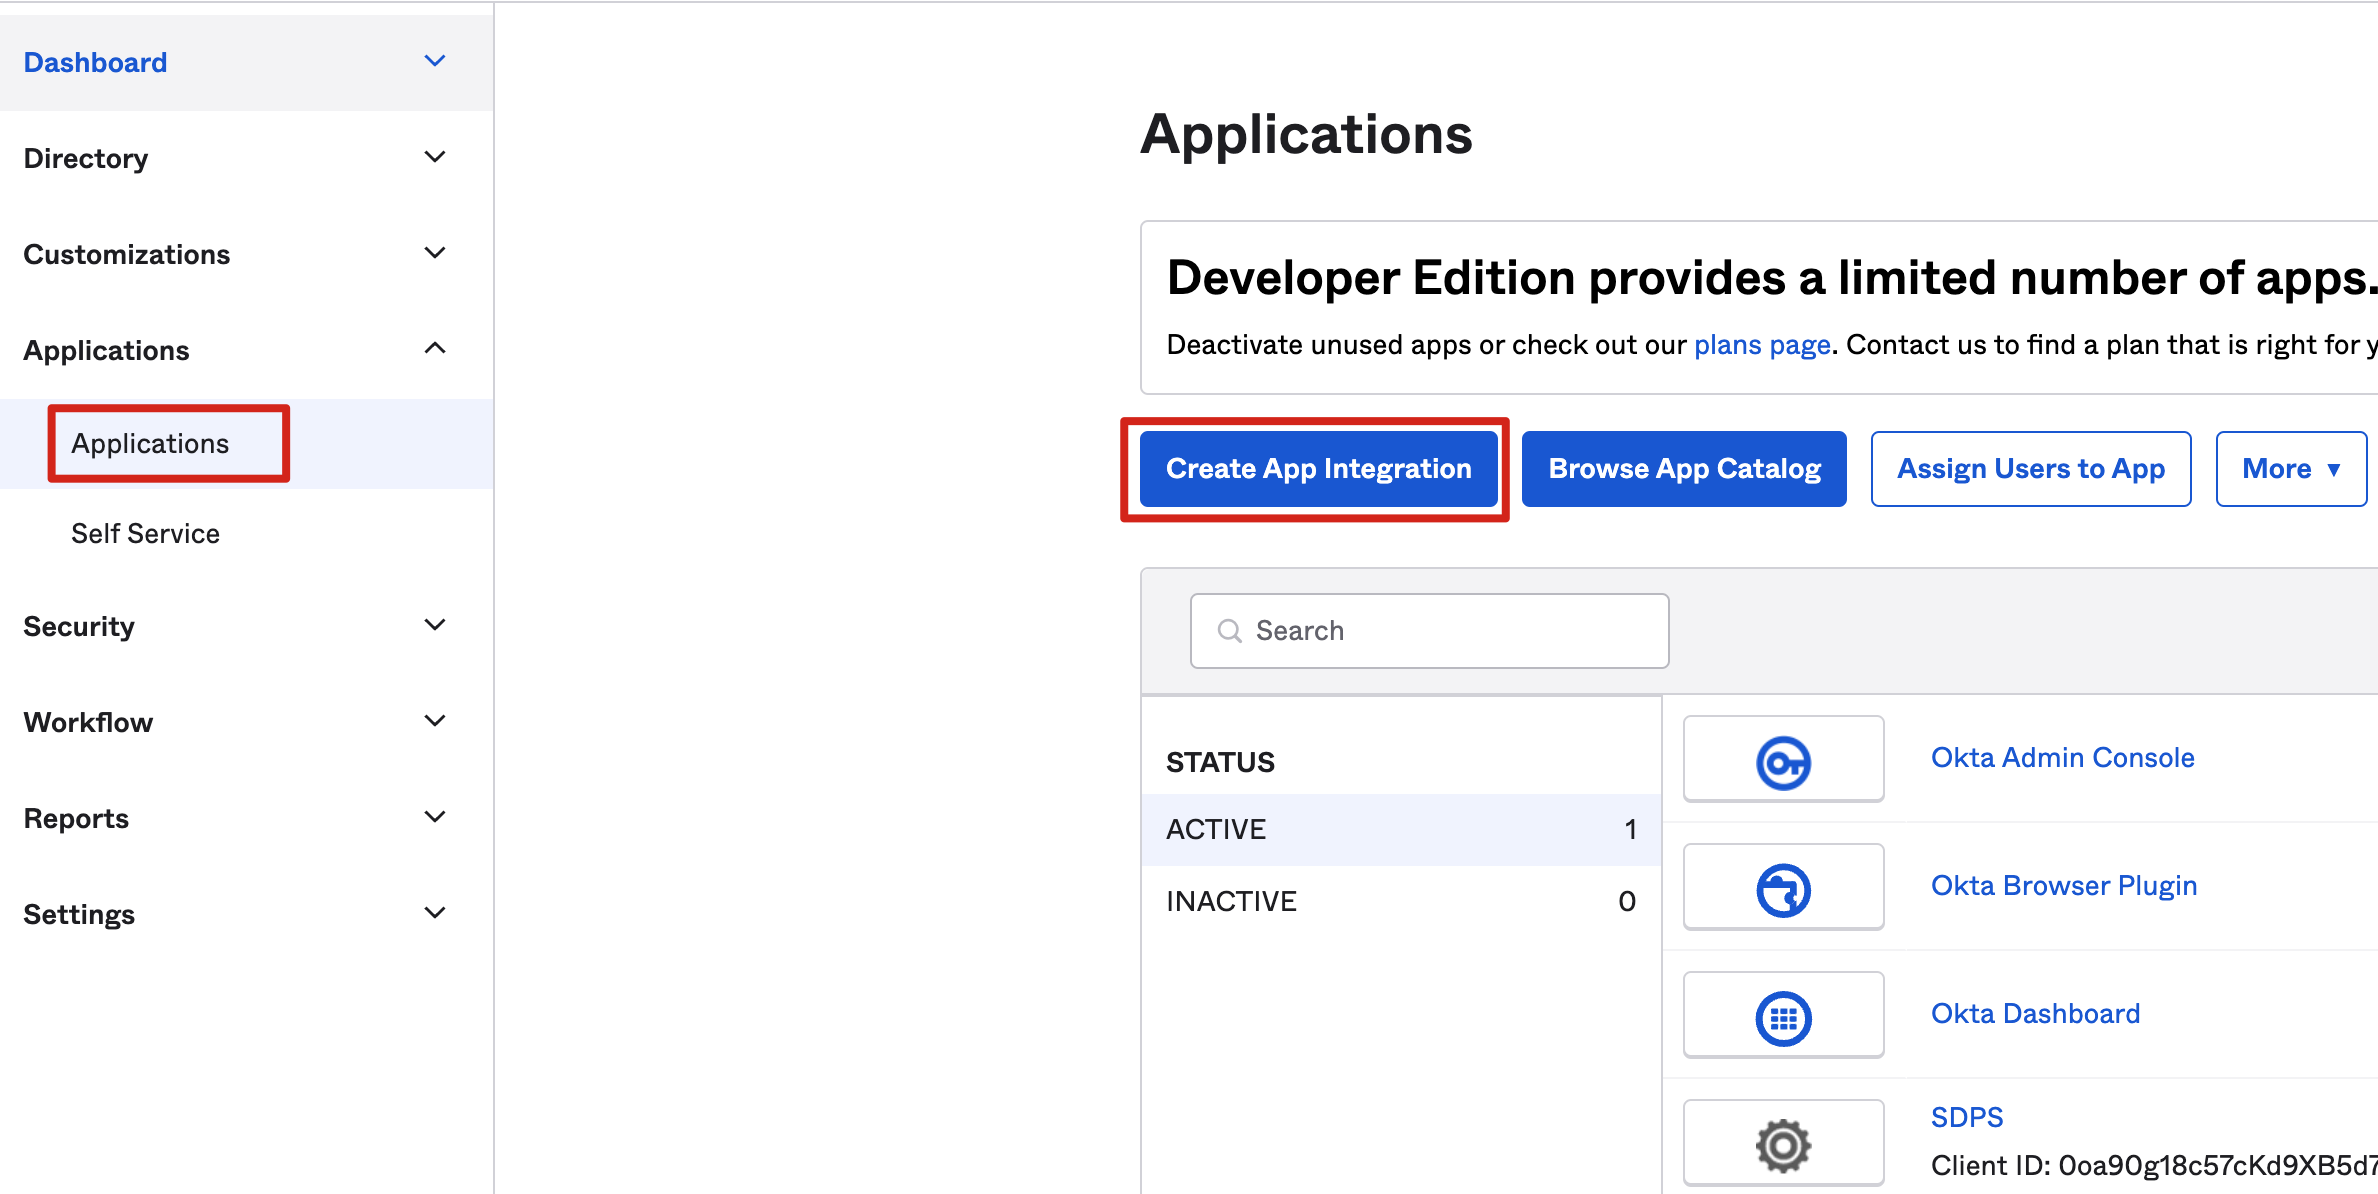 Dashboard
Directory
Customizations
Applications
Applications
Self Service
Security
Workflow
Reports
Settings
Applications
Developer Edition provides a limited number of apps.
Deactivate unused apps or check out our plans page. Contact us to find a plan that is right for
Create App Integration
Browse App Catalog
Assign Users to App
More ▼
Search
STATUS
ACTIVE 1
INACTIVE 0
Okta Admin Console
Okta Browser Plugin
Okta Dashboard
SDPS
Client ID: 0oa90g18c57cKd9XB5d7